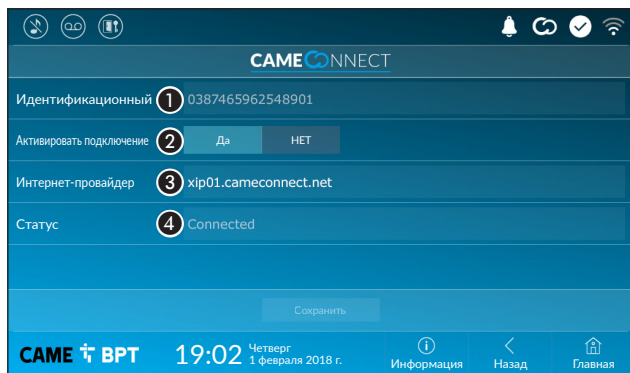 CAMECONNECT
Идентификационный 1 0387465962548901
Активировать подключение 2 Да НЕТ
Интернет-провайдер 3 xip01.cameconnect.net
Статус 4 Connected
Сохранить
CAME BPT 19:02 Четверг
1 февраля 2018 г.
Информация Назад Главная